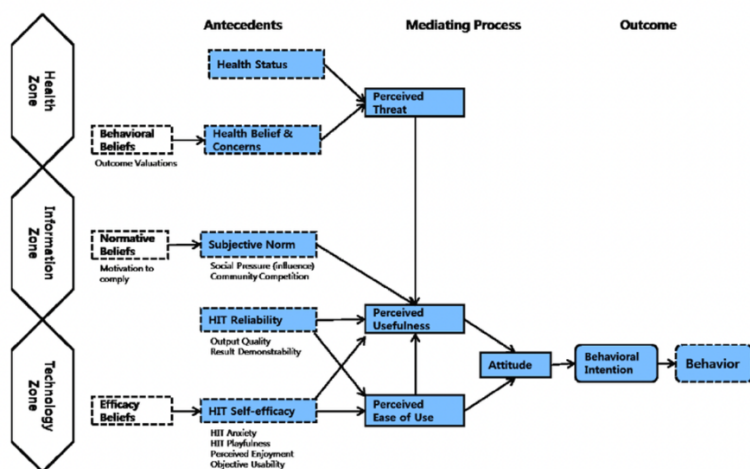 Antecedents
Mediating Process
Outcome
Health
Zone
Information
Zone
Technology
Zone
Health Status
Perceived
Threat
Behavioral
Beliefs
Outcome Valuations
Health Belief &
Concerns
Normative
Beliefs
Motivation to
comply
Subjective Norm
Social Pressure (influence)
Community Competition
HIT Reliability
Output Quality
Result Demonstrability
Perceived
Usefulness
Attitude
Behavioral
Intention
Behavior
Efficacy
Beliefs
HIT Self-efficacy
HIT Anxiety
HIT Playfulness
Perceived Enjoyment
Objective Usability
Perceived
Ease of Use